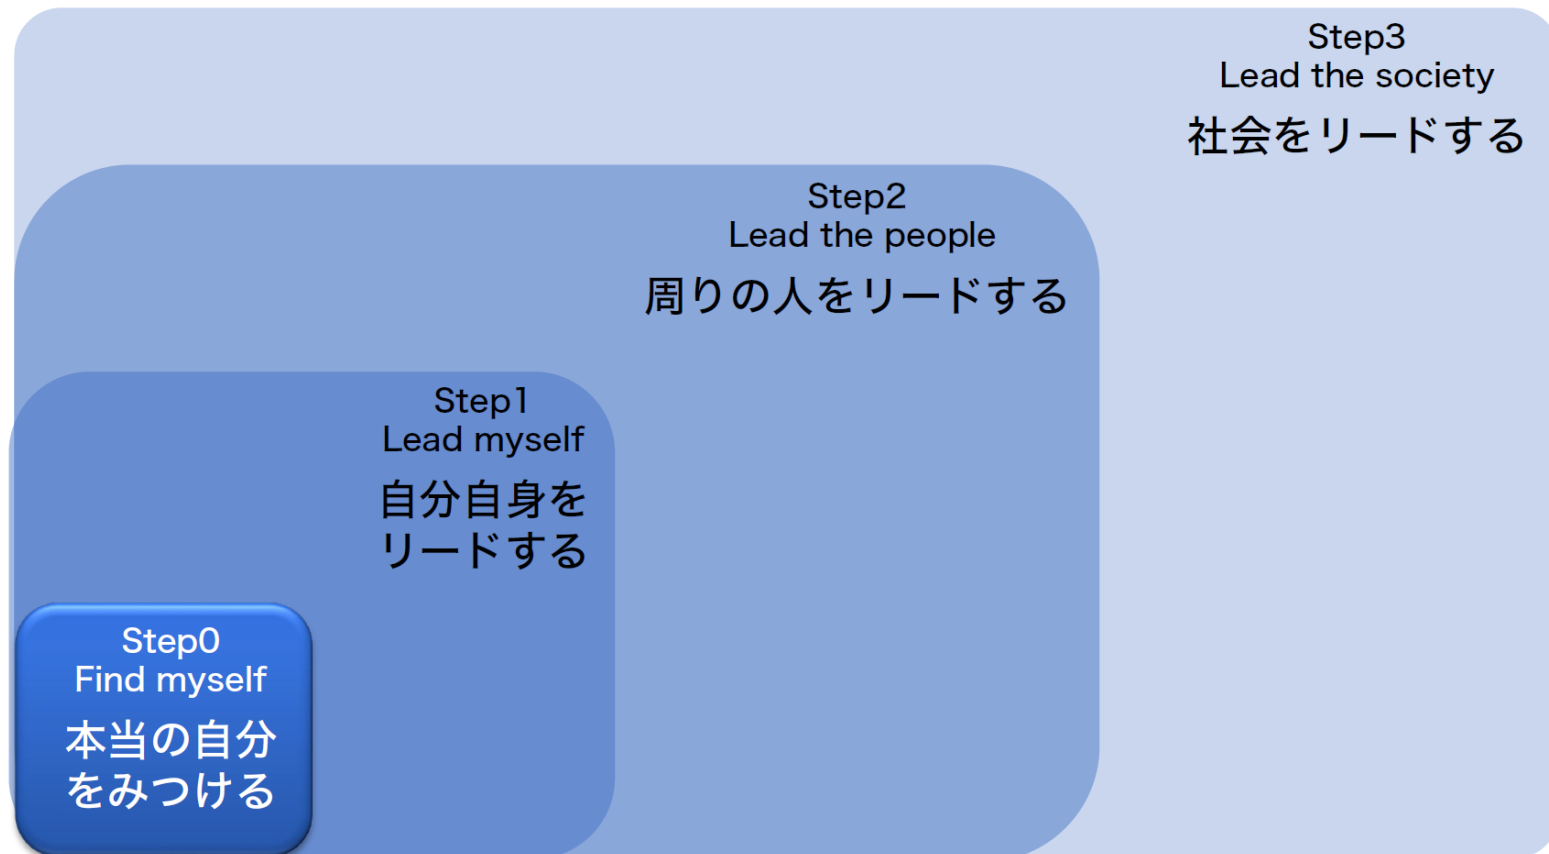 Step3
Lead the society
社会をリードする
Step2
Lead the people
周りの人をリードする
Step1
Lead myself
自分自身を
リードする
Step0
Find myself
本当の自分
をみつける